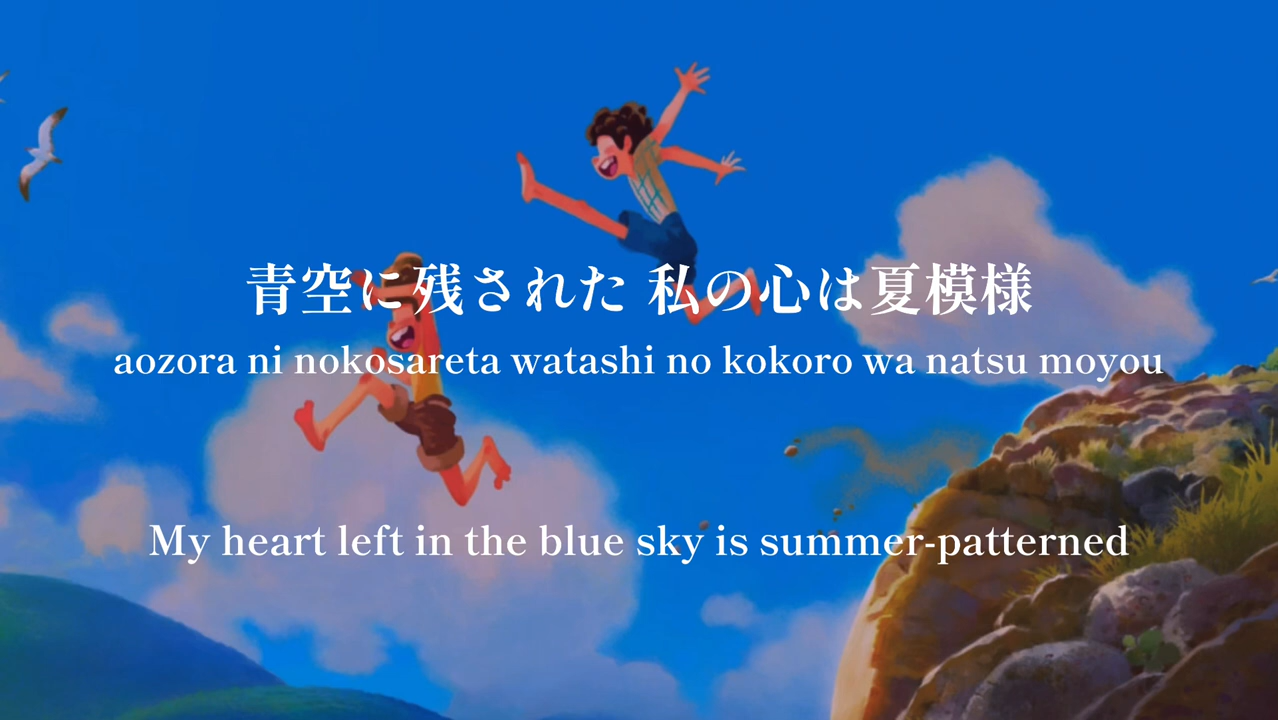 青空に残された 私の心は夏模様
aozora ni nokosareta watashi no kokoro wa natsu moyou
My heart left in the blue sky is summer-patterned